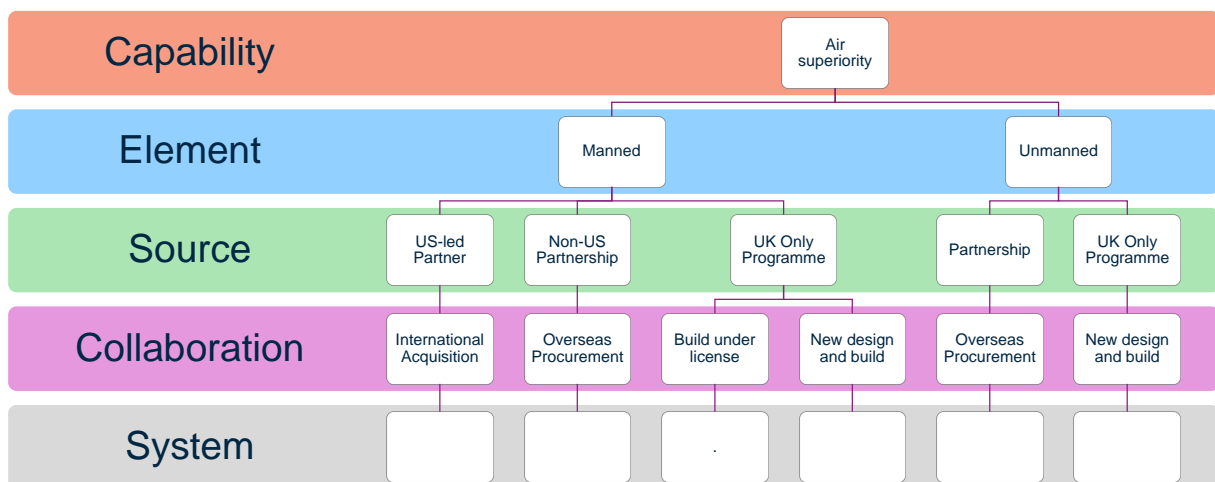 Capability
Air
superiority
Element
Manned
Unmanned
Source
US-led
Partner
Non-US
Partnership
UK Only
Programme
Partnership
UK Only
Programme
Collaboration
International
Acquisition
Overseas
Procurement
Build under
license
New design
and build
Overseas
Procurement
New design
and build
System
.